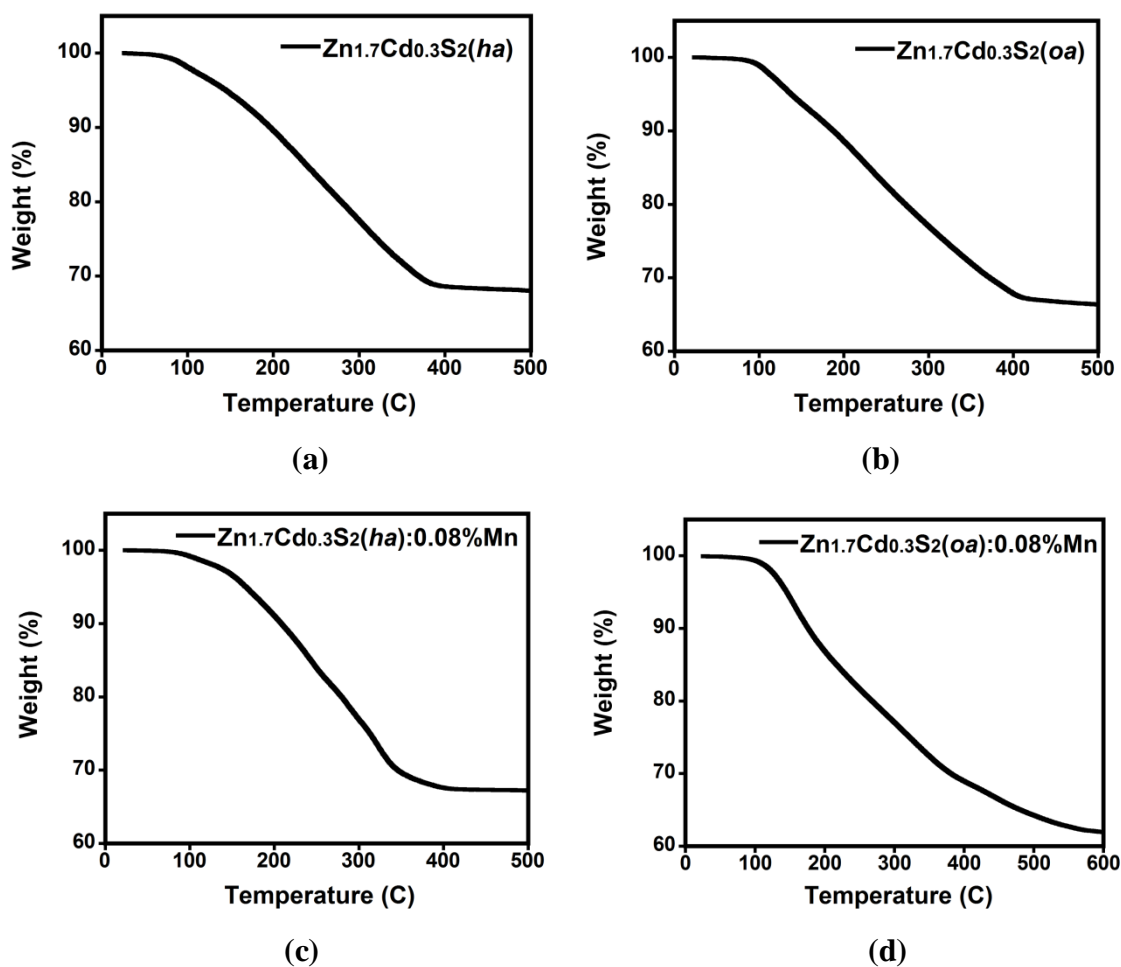 Zn1.7Cd0.3S2(ha)
100
90
80
70
60
Weight (%)
0 100 200 300 400 500
Temperature (C)
(a)
Zn1.7Cd0.3S2(oa)
100
90
80
70
60
Weight (%)
0 100 200 300 400 500
Temperature (C)
(b)
Zn1.7Cd0.3S2(ha):0.08%Mn
100
90
80
70
60
Weight (%)
0 100 200 300 400 500
Temperature (C)
(c)
Zn1.7Cd0.3S2(oa):0.08%Mn
100
90
80
70
60
Weight (%)
0 100 200 300 400 500 600
Temperature (C)
(d)